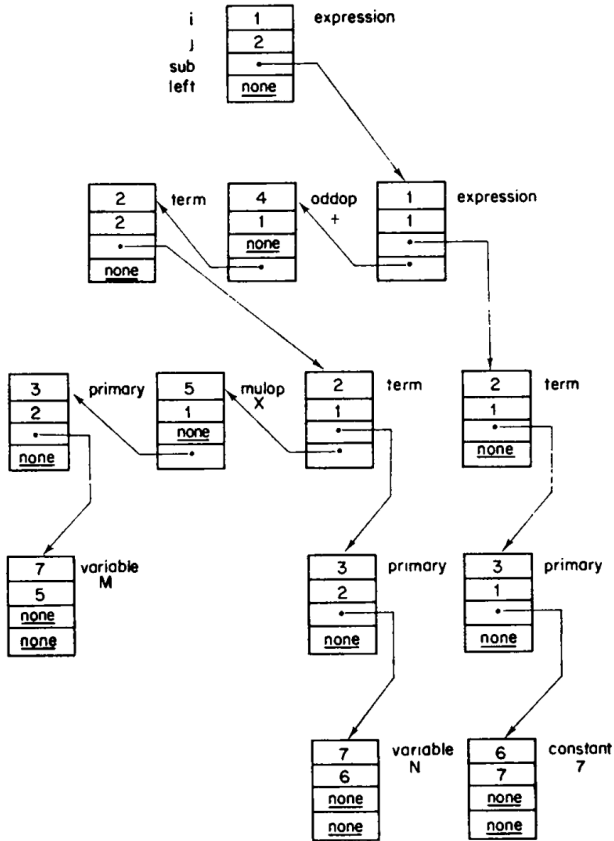 i 1 expression
j 2
sub
left none
2 term 4 oddop 1 expression
2 1 + 1
none
none
3 primary 5 mulop 2 term 2 term
2 1 X 1 1
none
none none
7 variable 3 primary 3 primary
5 M 2 1
none
none none none
7 variable 6 constant
6 N 7 7
none none
none none